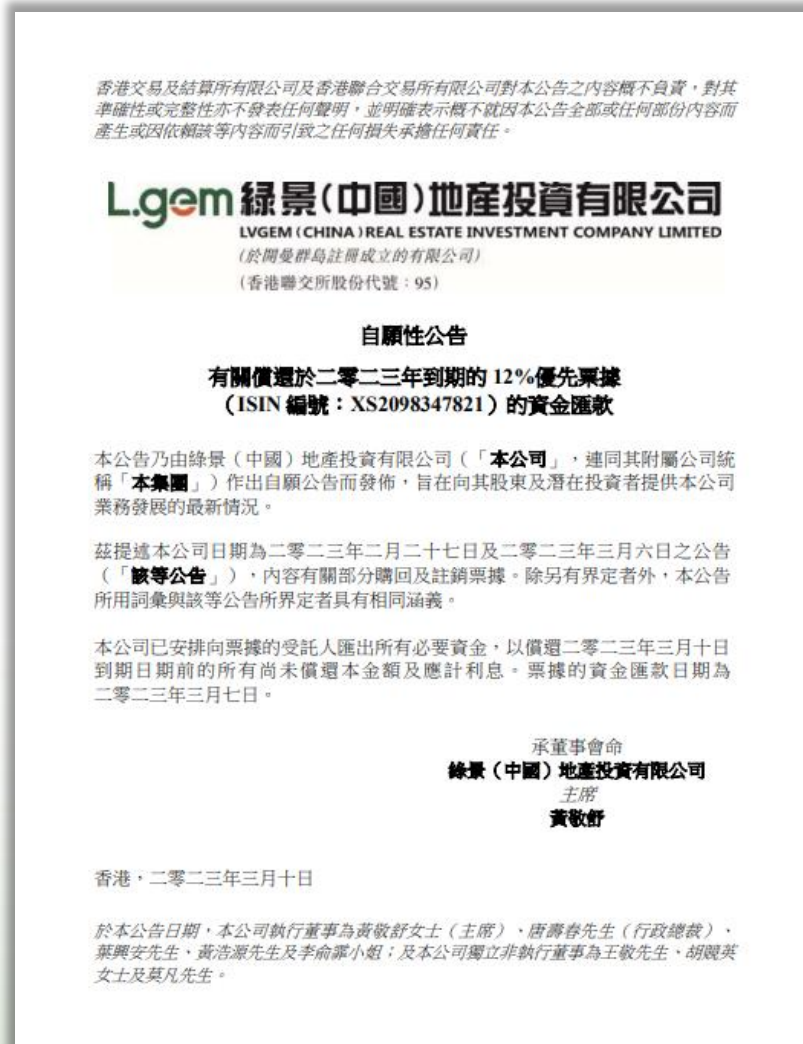 香港交易及結算所有限公司及香港聯合交易所有限公司對本公告之內容概不負責，對其
準確性或完整性亦不發表任何聲明，並明確表示概不就因本公告全部或任何部份內容而
產生或因依賴該等內容而引致之任何損失承擔任何責任。
L.gem 綠景(中國)地產投資有限公司
LVGEM (CHINA) REAL ESTATE INVESTMENT COMPANY LIMITED
(於開曼群島註冊成立的有限公司)
(香港聯交所股份代號：95)
自願性公告
有關償還於二零二三年到期的 12%優先票據
（ISIN 編號：XS2098347821）的資金匯款
本公告乃由綠景（中國）地產投資有限公司（「本公司」，連同其附屬公司統
稱「本集團」）作出自願公告而發佈，旨在向其股東及潛在投資者提供本公司
業務發展的最新情況。
茲提述本公司日期為二零二三年二月二十七日及二零二三年三月六日之公告
（「該等公告」），內容有關部分購回及註銷票據。除另有界定者外，本公告
所用詞彙與該等公告所界定者具有相同涵義。
本公司已安排向票據的受託人匯出所有必要資金，以償還二零二三年三月十日
到期日期前的所有尚未償還本金額及應計利息。票據的資金匯款日期為
二零二三年三月七日。
承董事會命
綠景（中國）地產投資有限公司
主席
黃敬舒
香港，二零二三年三月十日
於本公告日期，本公司執行董事為黃敬舒女士（主席）、唐壽春先生（行政總裁）、
葉興安先生、黃浩源先生及李俞霏小姐；及本公司獨立非執行董事為王敬先生、胡競英
女士及莫凡先生。